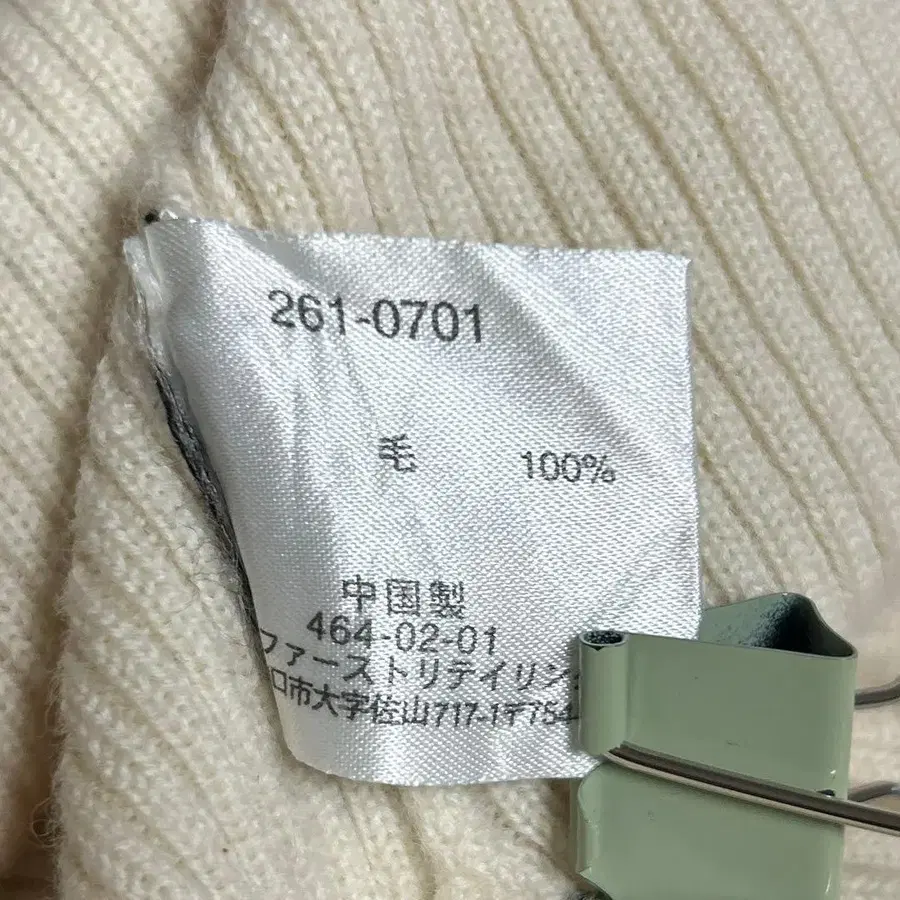 261-0701
毛 100%
中国製
464-02-01
ファーストリテイリン
口市大字佐山717-1〒754